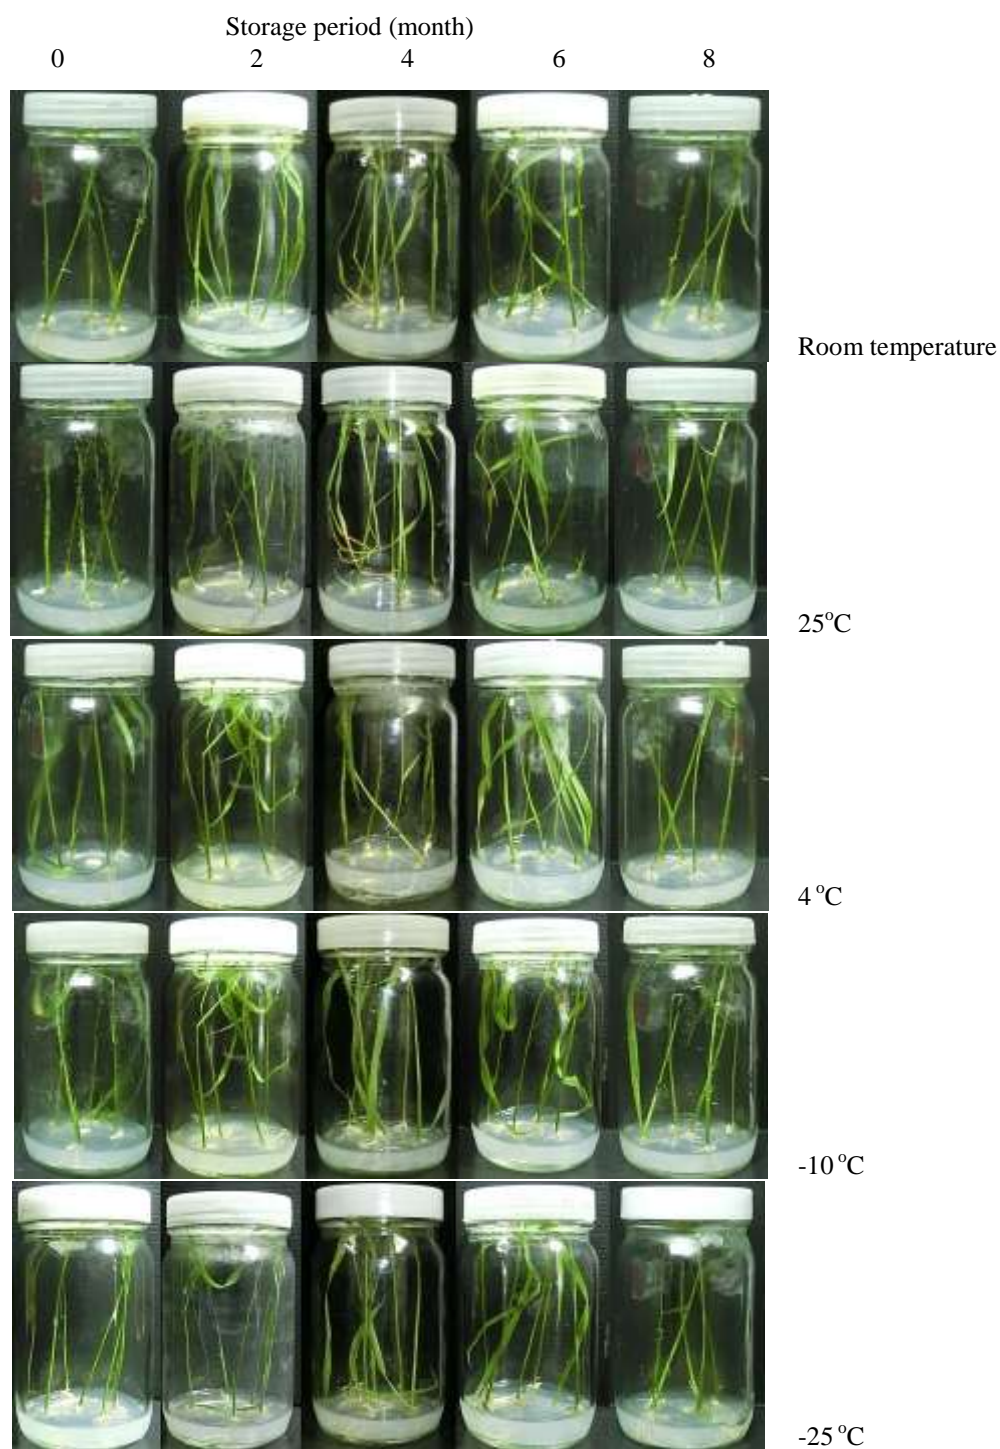 Storage period (month)
0 2 4 6 8
Room temperature
25°C
4 °C
-10 °C
-25 °C